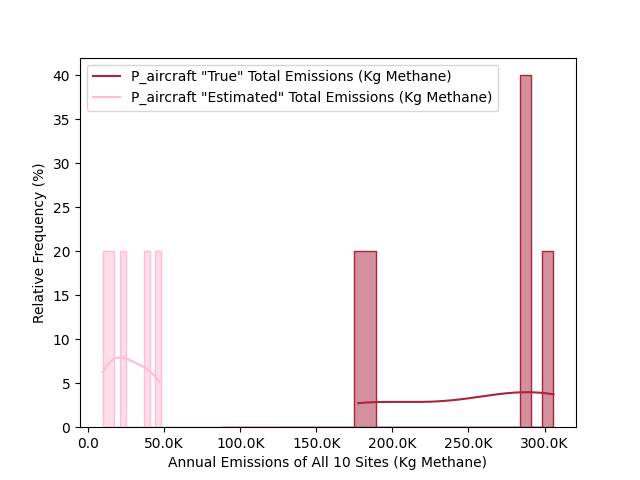 P_aircraft "True" Total Emissions (Kg Methane)
P_aircraft "Estimated" Total Emissions (Kg Methane)
40
35
30
25
20
15
10
5
0
Relative Frequency (%)
0.0 50.0K 100.0K 150.0K 200.0K 250.0K 300.0K
Annual Emissions of All 10 Sites (Kg Methane)